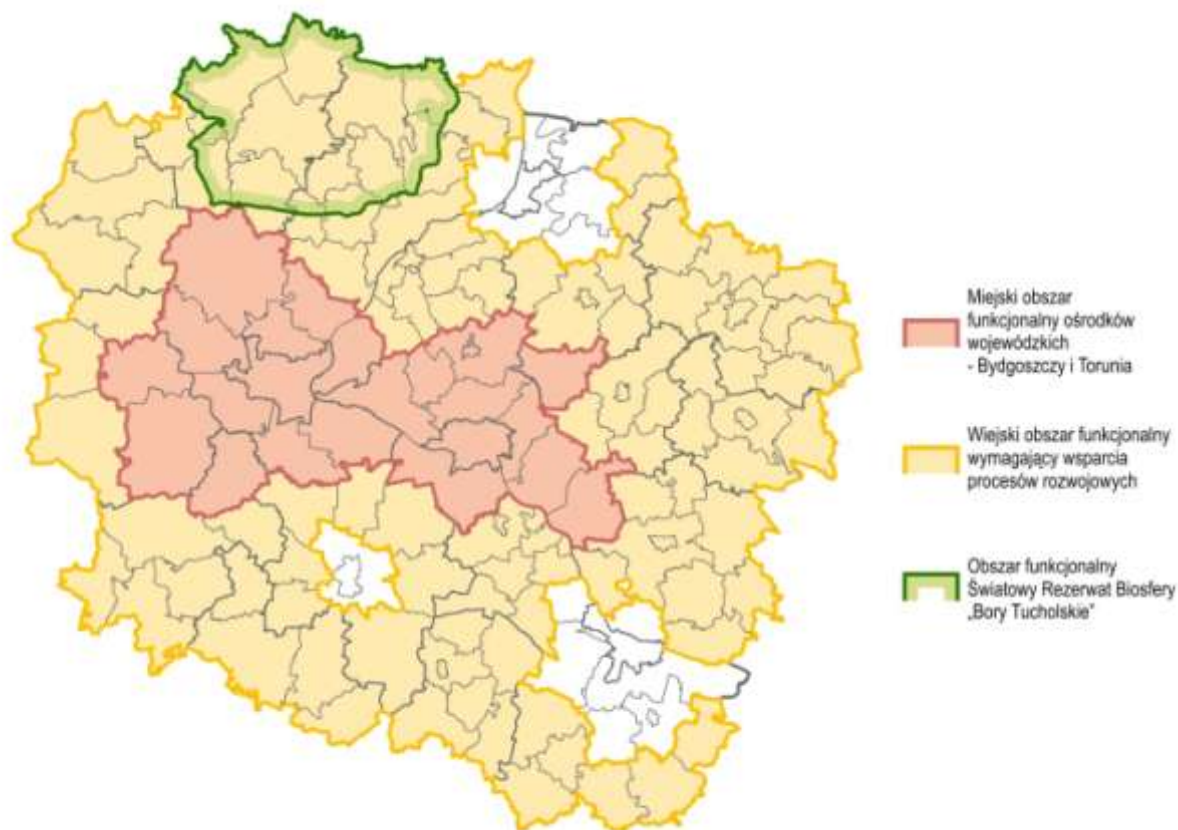 Miejski obszar
funkcjonalny ośrodków
wojewódzkich
- Bydgoszczy i Torunia
Wiejski obszar funkcjonalny
wymagający wsparcia
procesów rozwojowych
Obszar funkcjonalny
Światowy Rezerwat Biosfery
„Bory Tucholskie"